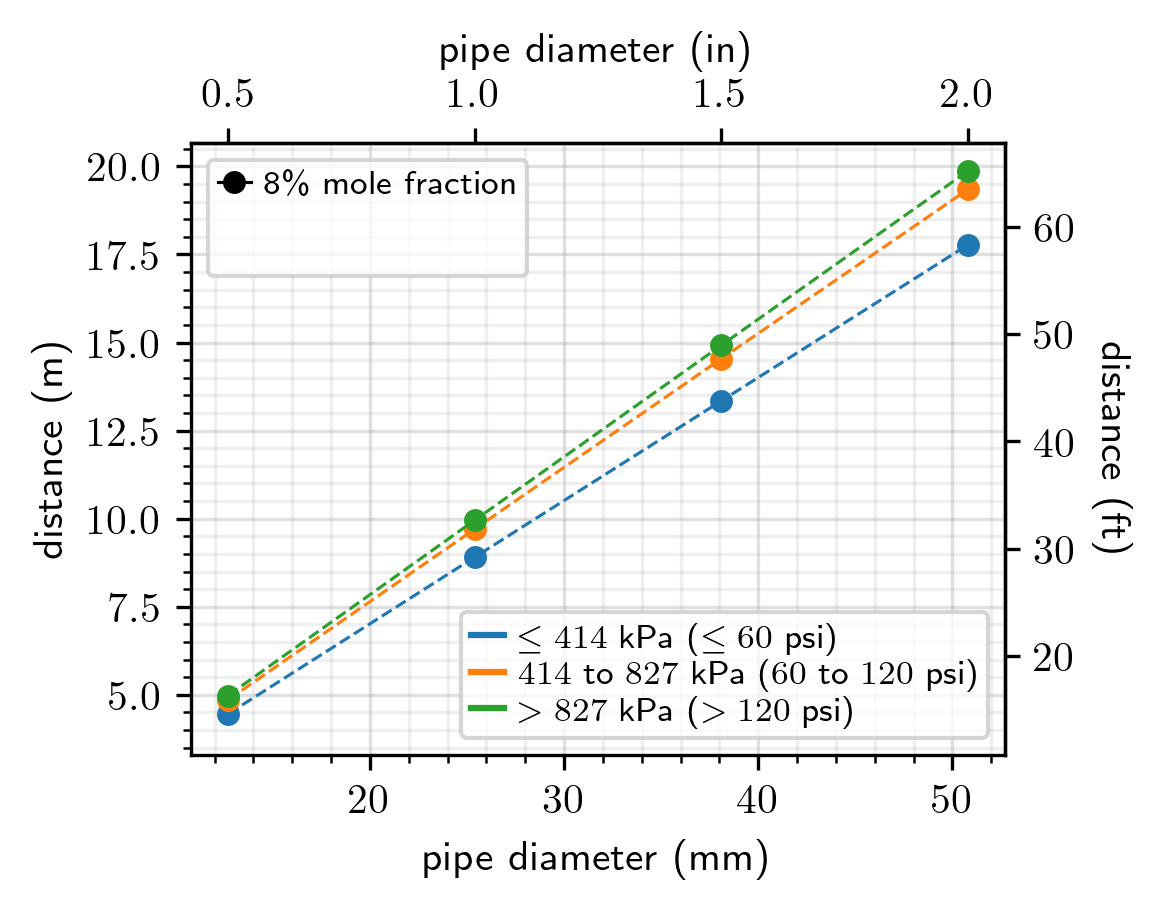 pipe diameter (in)
0.5 1.0 1.5 2.0
8% mole fraction
20.0
17.5
15.0
12.5
10.0
7.5
5.0
distance (m)
60
50
40
30
20
distance (ft)
≤ 414 kPa (≤ 60 psi)
414 to 827 kPa (60 to 120 psi)
> 827 kPa (> 120 psi)
20 30 40 50
pipe diameter (mm)